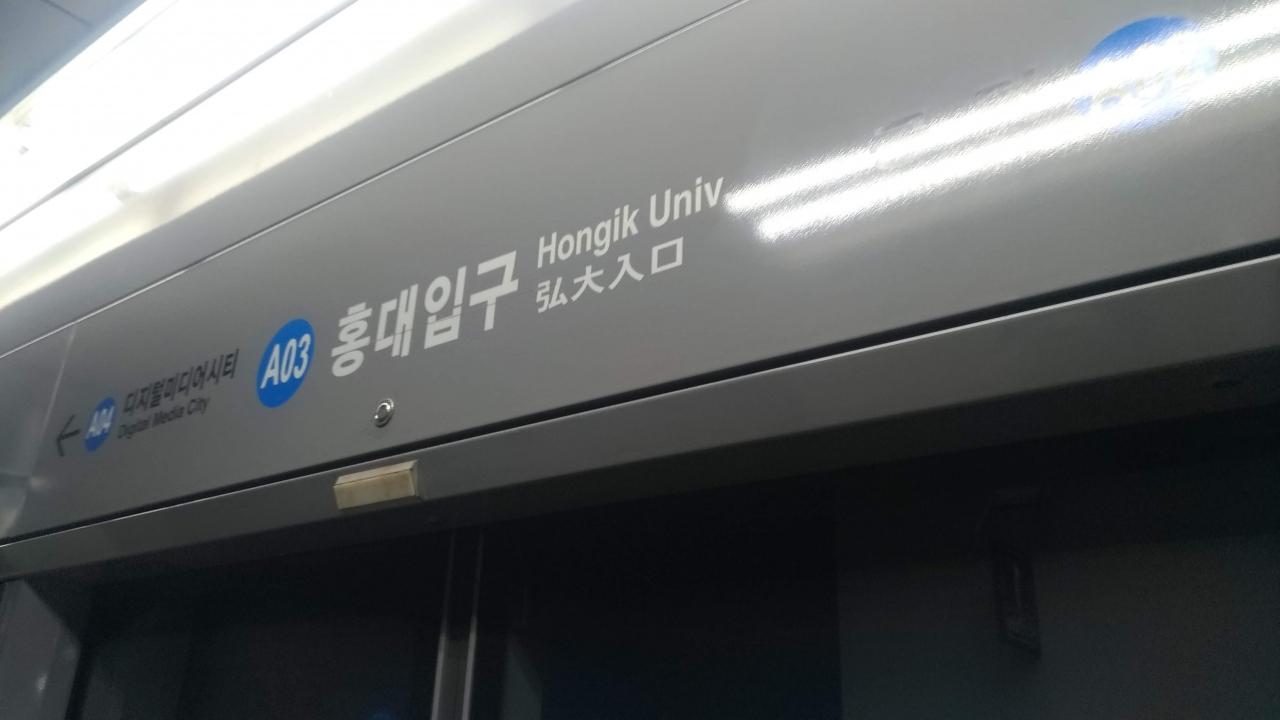 ← A04 디지털미디어시티
Digital Media City
A03 홍대입구
Hongik Univ.
弘大入口